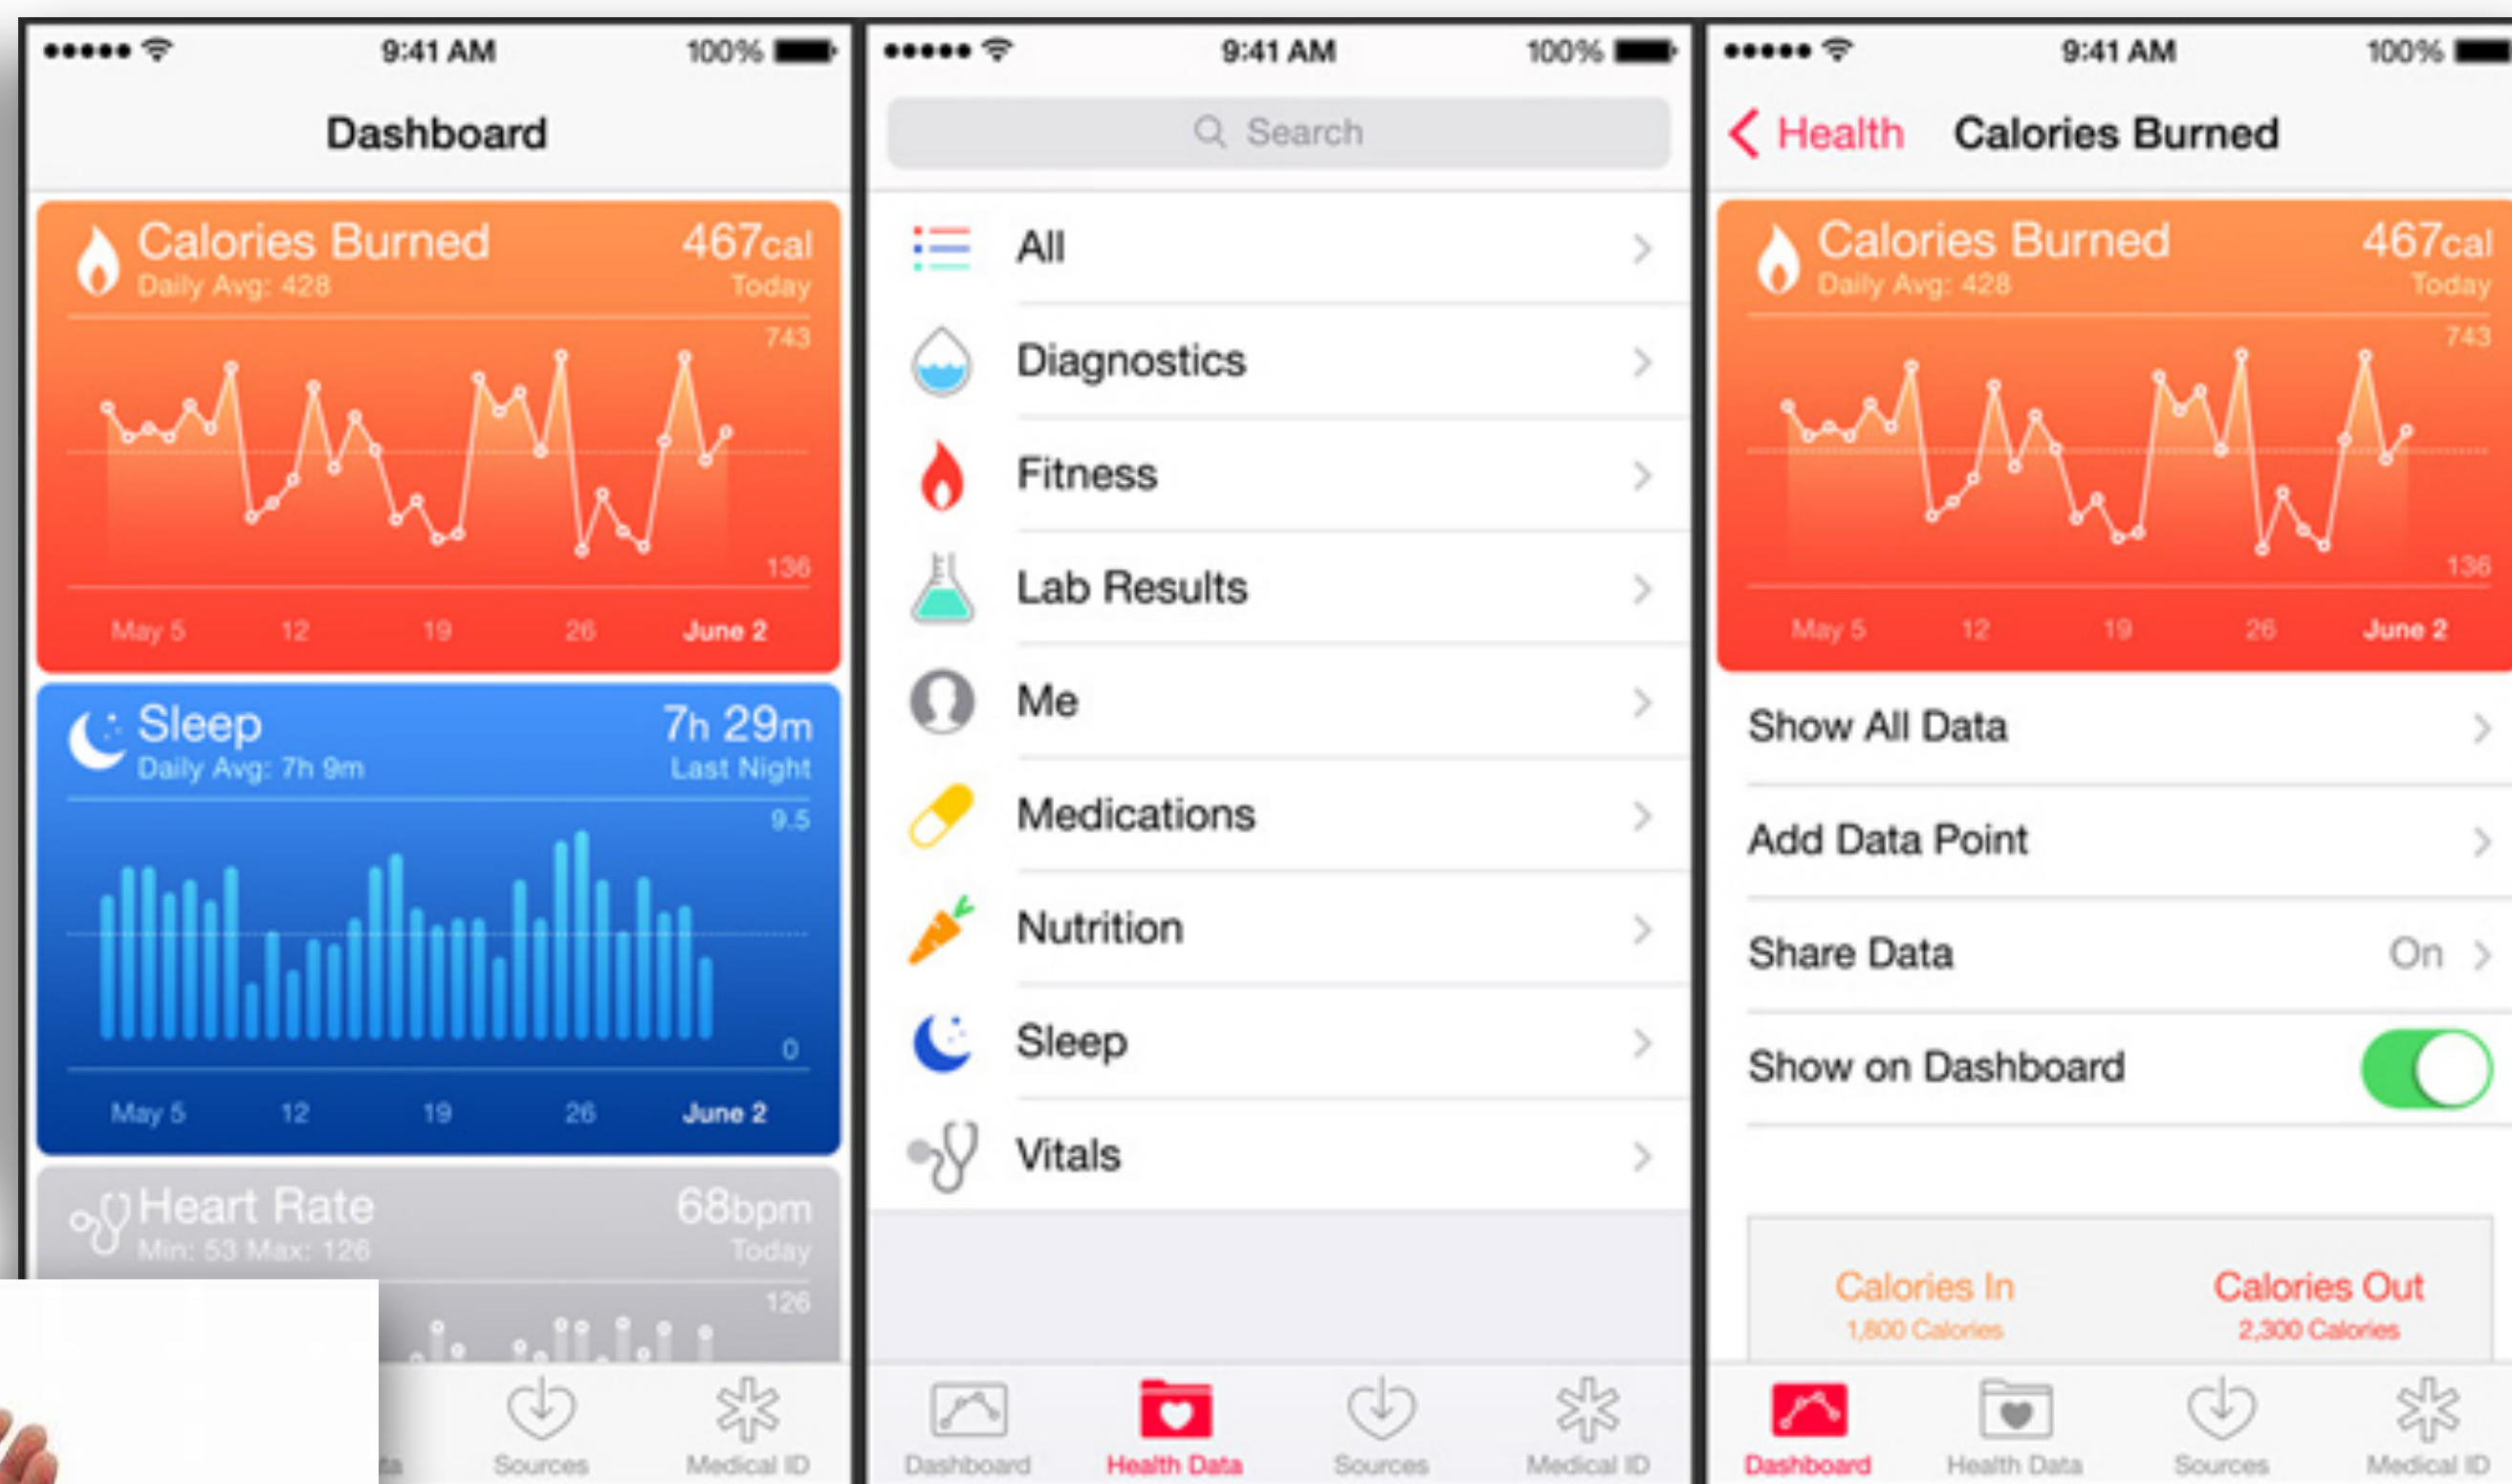 9:41 AM 100%
Dashboard
Calories Burned 467cal
Daily Avg: 428 Today
743
136
May 5 12 19 26 June 2
Sleep 7h 29m
Daily Avg: 7h 9m Last Night
9.5
0
May 5 12 19 26 June 2
Heart Rate 68bpm
Min: 53 Max: 126 Today
126
Sources Medical ID
9:41 AM 100%
Search
All
Diagnostics
Fitness
Lab Results
Me
Medications
Nutrition
Sleep
Vitals
Dashboard Health Data Sources Medical ID
9:41 AM 100%
Health Calories Burned
Calories Burned 467cal
Daily Avg: 428 Today
743
136
May 5 12 19 26 June 2
Show All Data
Add Data Point
Share Data On
Show on Dashboard
Calories In Calories Out
1,800 Calories 2,300 Calories
Dashboard Health Data Sources Medical ID